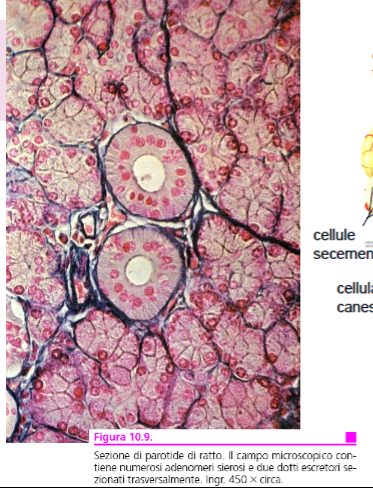 cellule
secernen
cellula
canes
Figura 10.9.
Sezione di parotide di ratto. Il campo microscopico con-
tiene numerosi adenomeri sierosi e due dotti escretori se-
zionati trasversalmente. Ingr. 450 × circa.